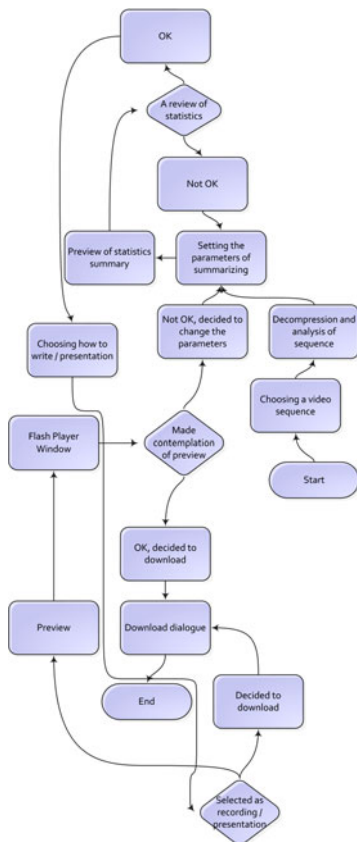 OK
A review of
statistics
Not OK
Preview of statistics
summary
Setting the
parameters of
summarizing
Choosing how to
write / presentation
Not OK, decided to
change the
parameters
Decompression and
analysis of
sequence
Choosing a video
sequence
Flash Player
Window
Made
contemplation
of preview
Start
OK, decided to
download
Preview
Download dialogue
End
Decided to
download
Selected as
recording /
presentation